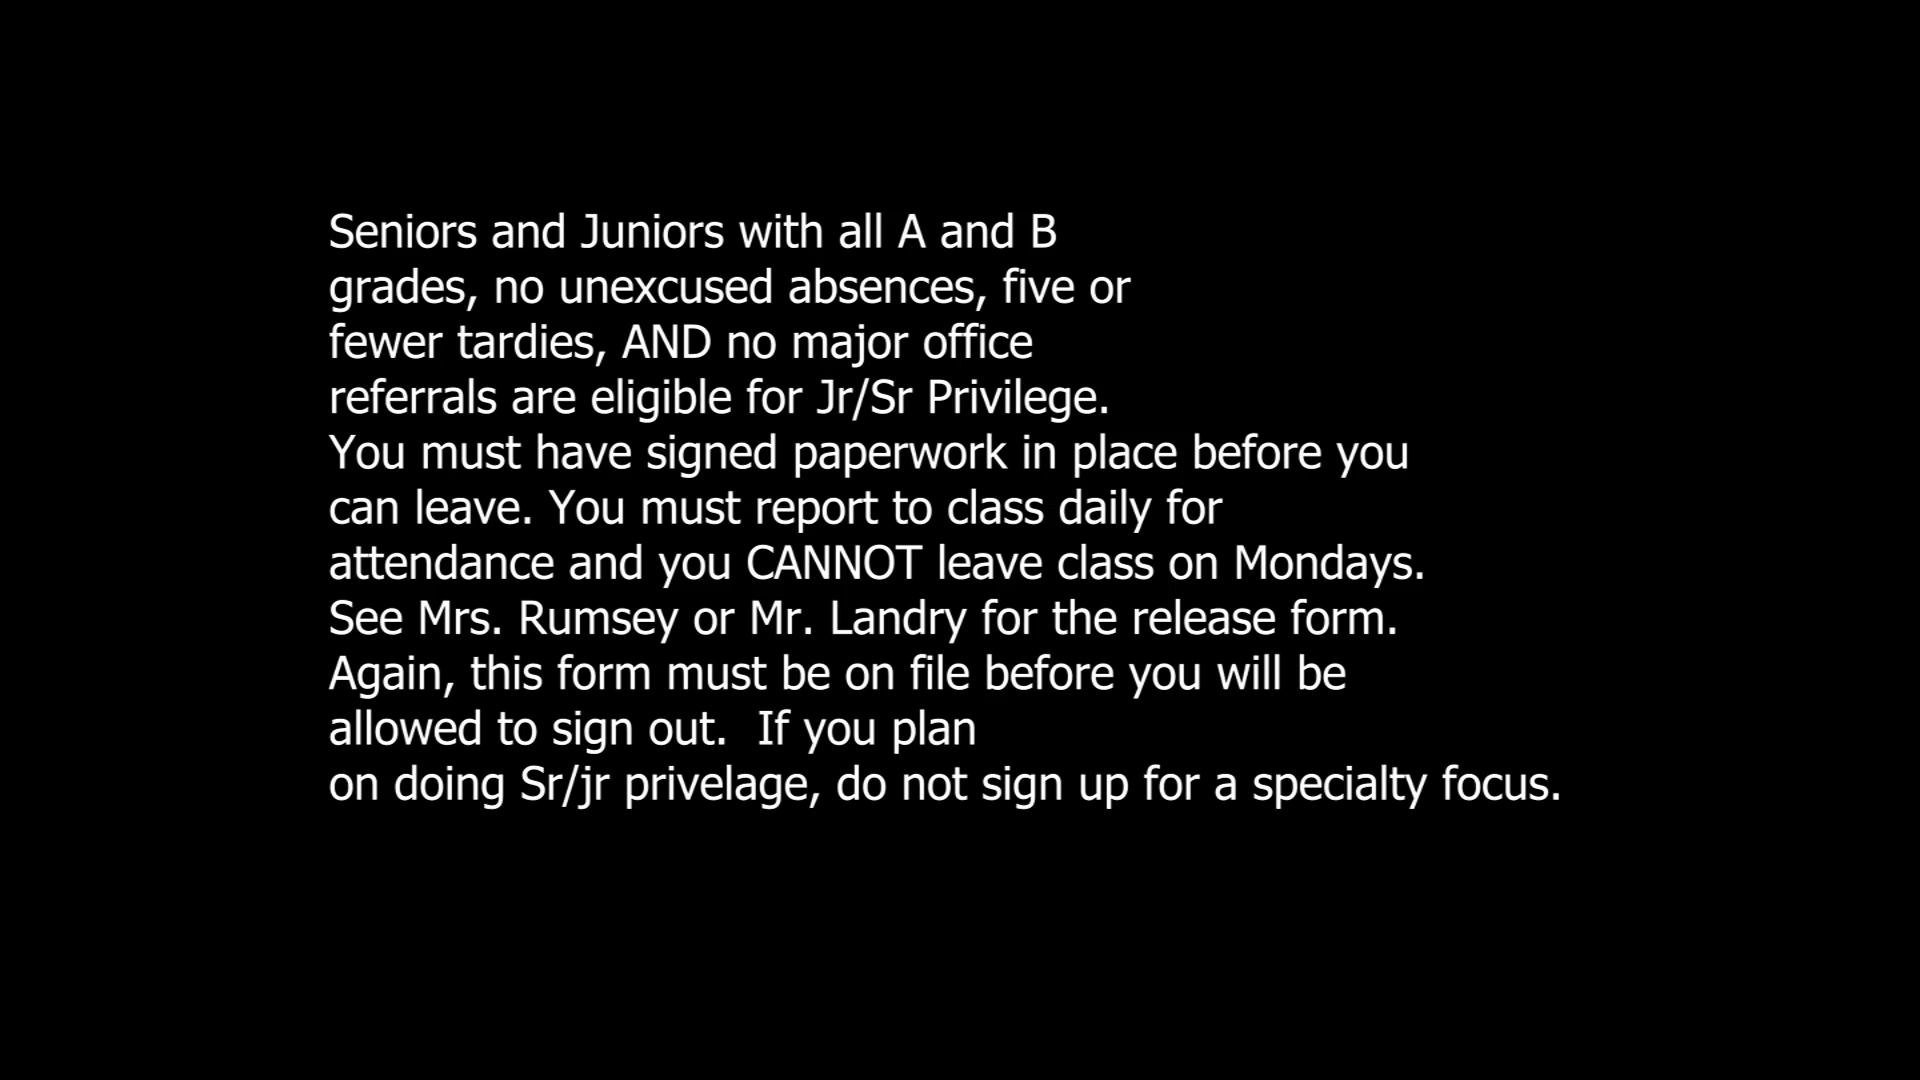 Seniors and Juniors with all A and B
grades, no unexcused absences, five or
fewer tardies, AND no major office
referrals are eligible for Jr/Sr Privilege.
You must have signed paperwork in place before you
can leave. You must report to class daily for
attendance and you CANNOT leave class on Mondays.
See Mrs. Rumsey or Mr. Landry for the release form.
Again, this form must be on file before you will be
allowed to sign out.  If you plan
on doing Sr/jr privelage, do not sign up for a specialty focus.